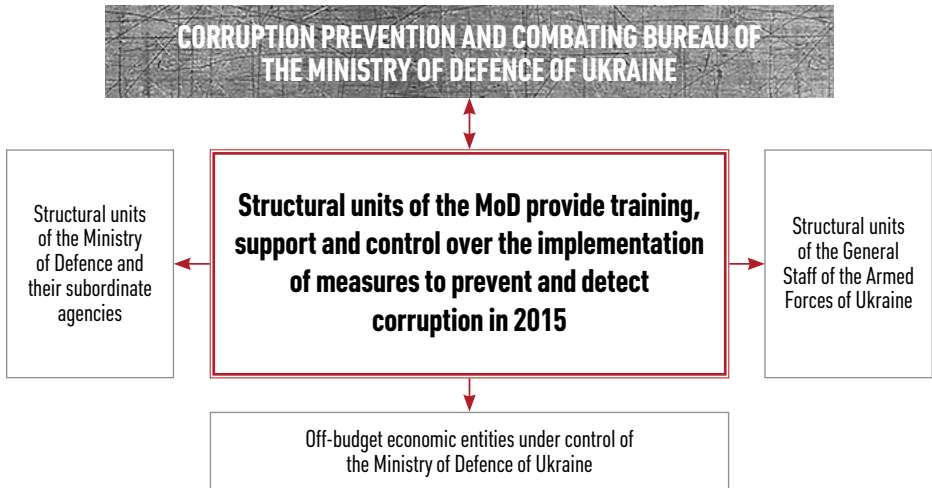 CORRUPTION PREVENTION AND COMBATING BUREAU OF
THE MINISTRY OF DEFENCE OF UKRAINE
Structural units
of the Ministry
of Defence and
their subordinate
agencies
Structural units of the MoD provide training,
support and control over the implementation
of measures to prevent and detect
corruption in 2015
Structural units
of the General
Staff of the Armed
Forces of Ukraine
Off-budget economic entities under control of
the Ministry of Defence of Ukraine